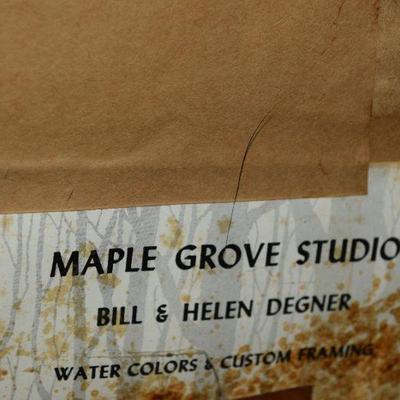 MAPLE GROVE STUDIO
BILL & HELEN DEGNER
WATER COLORS & CUSTOM FRAMING